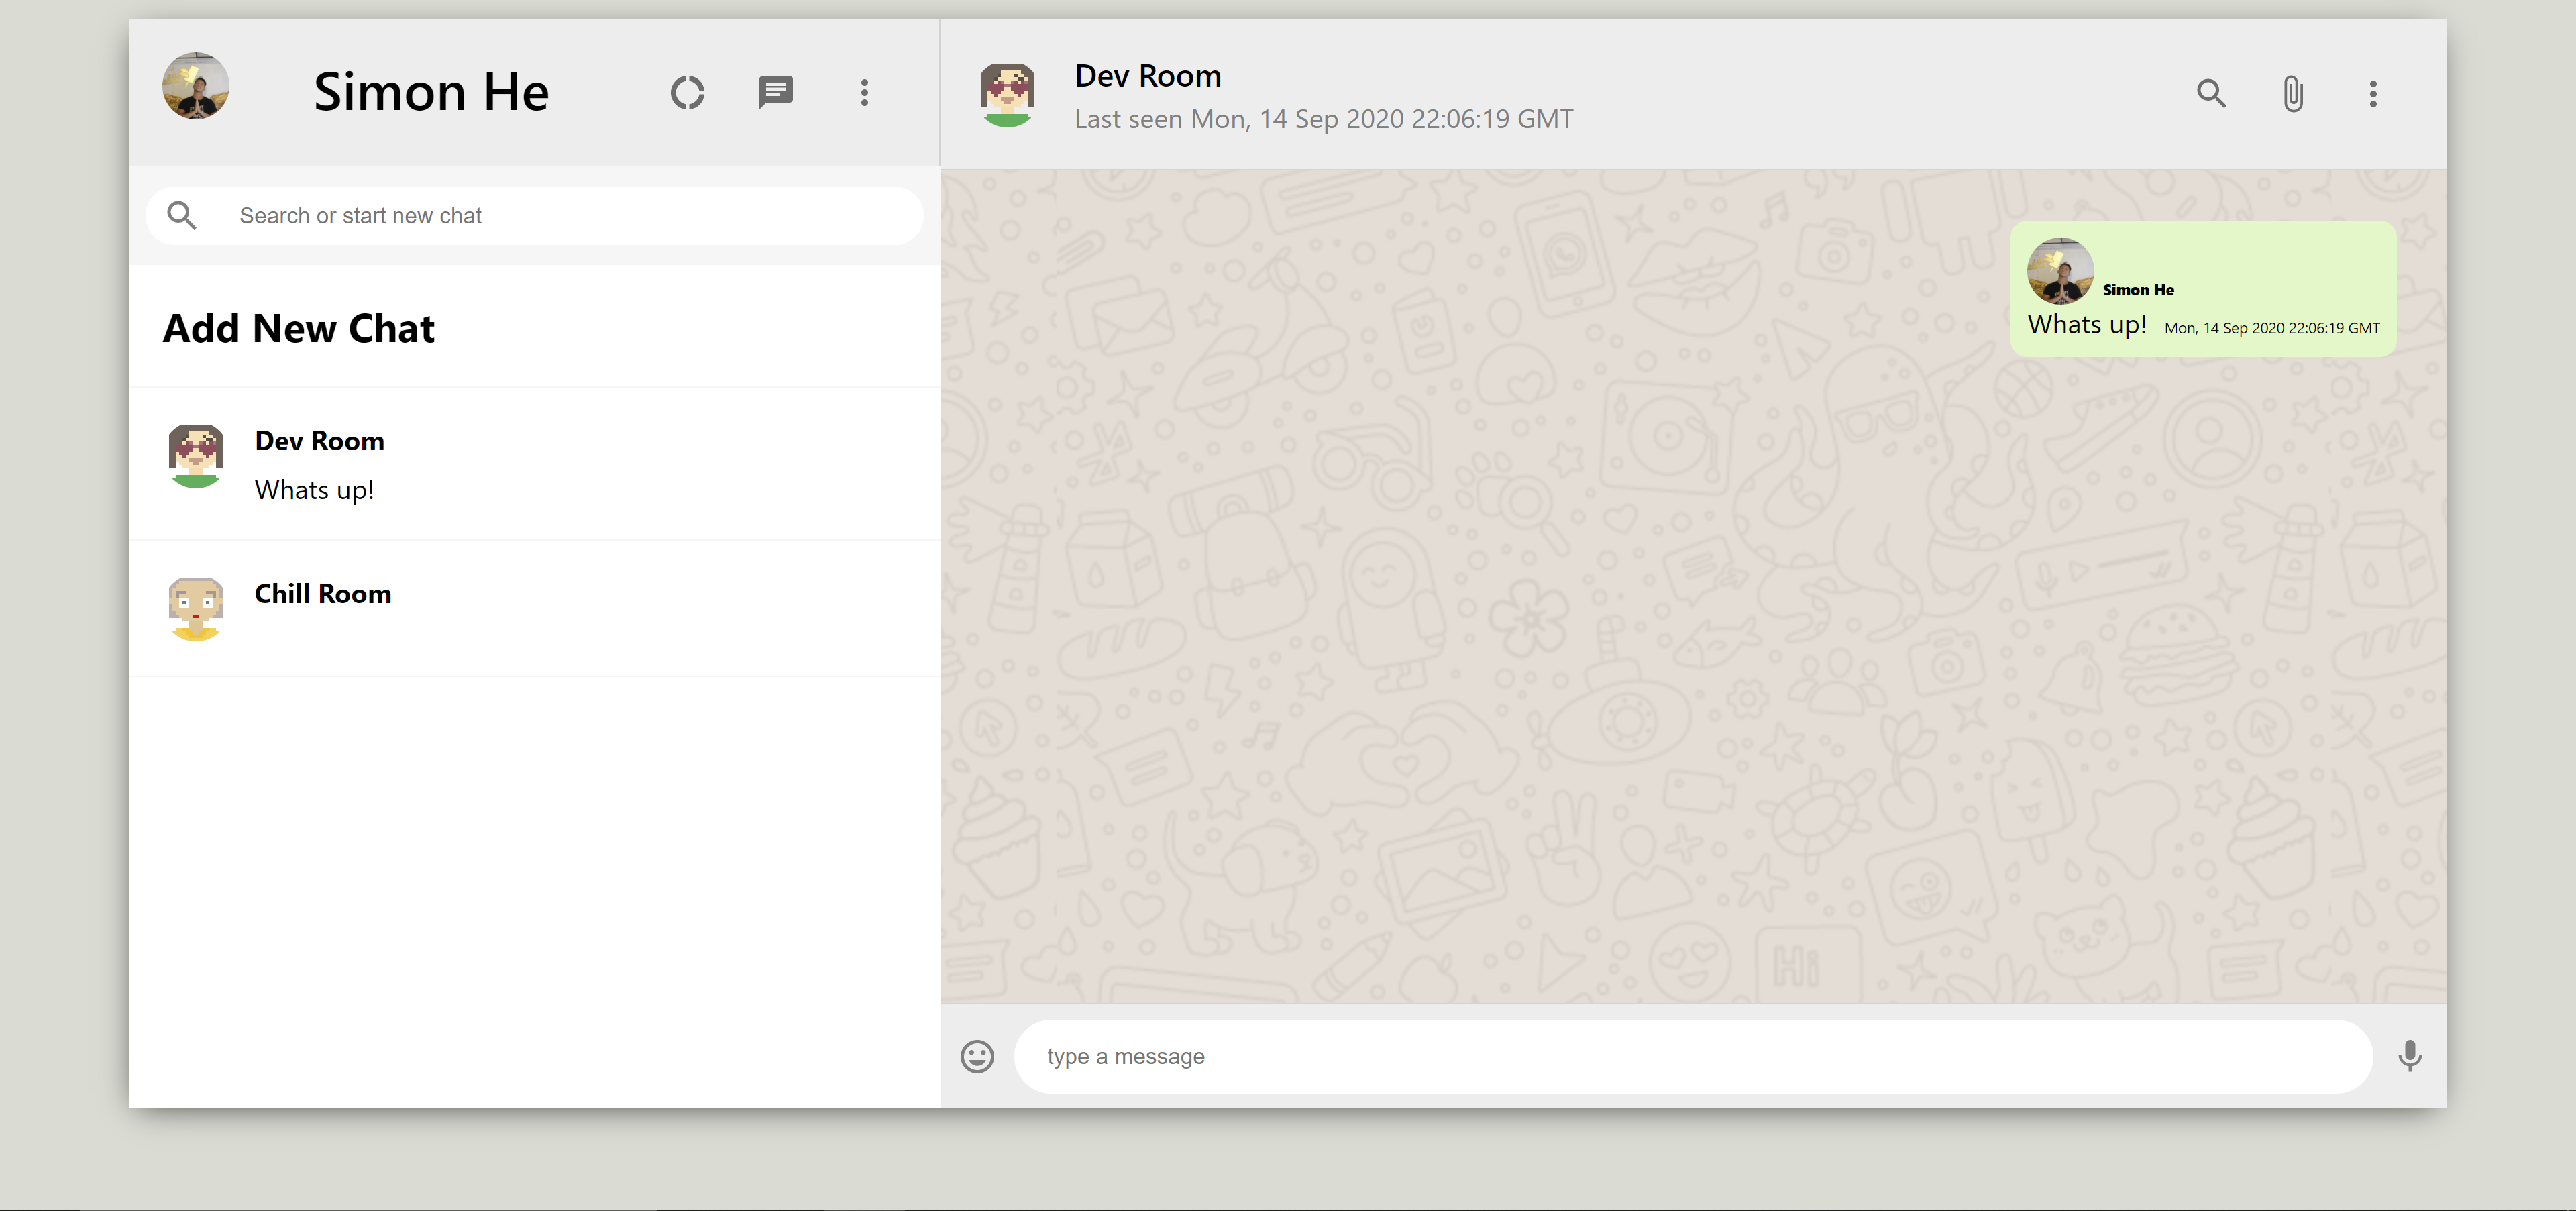 Simon He
Search or start new chat
Add New Chat
Dev Room
Whats up!
Chill Room
Dev Room
Last seen Mon, 14 Sep 2020 22:06:19 GMT
Simon He
Whats up! Mon, 14 Sep 2020 22:06:19 GMT
Hi
type a message